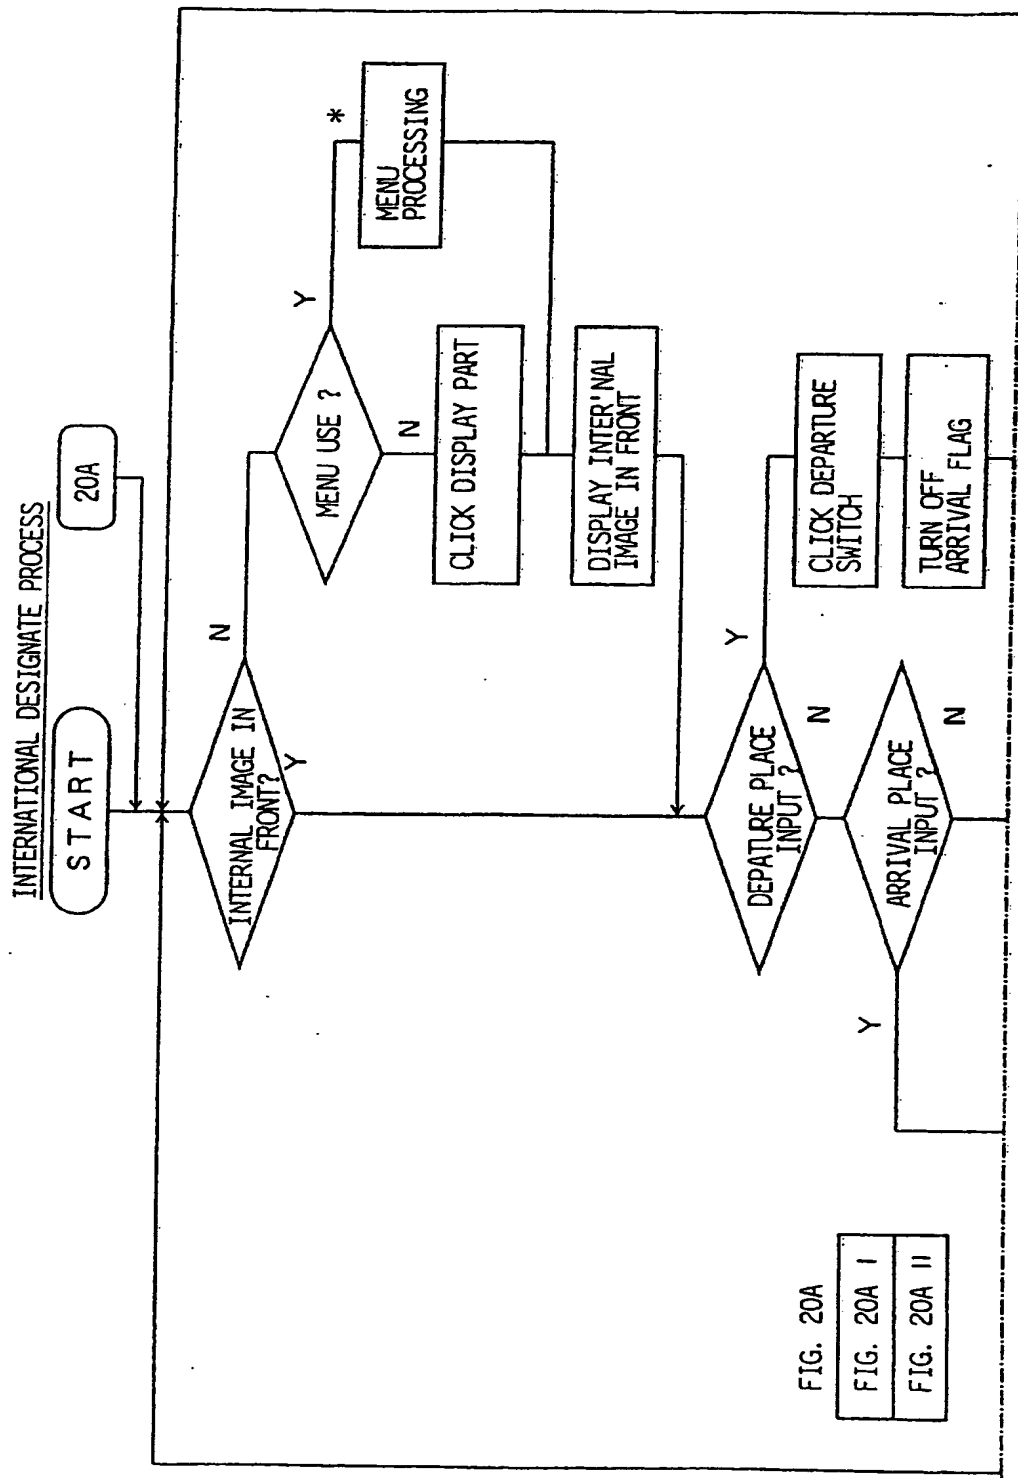 INTERNATIONAL DESIGNATE PROCESS
START
20A
INTERNAL IMAGE IN
FRONT?
N
Y
MENU USE ?
Y
*
N
MENU
PROCESSING
CLICK DISPLAY PART
DISPLAY INTER'NAL
IMAGE IN FRONT
DEPATURE PLACE
INPUT ?
Y
N
CLICK DEPARTURE
SWITCH
TURN OFF
ARRIVAL FLAG
ARRIVAL PLACE
INPUT ?
Y
N
FIG. 20A
FIG. 20A I
FIG. 20A II